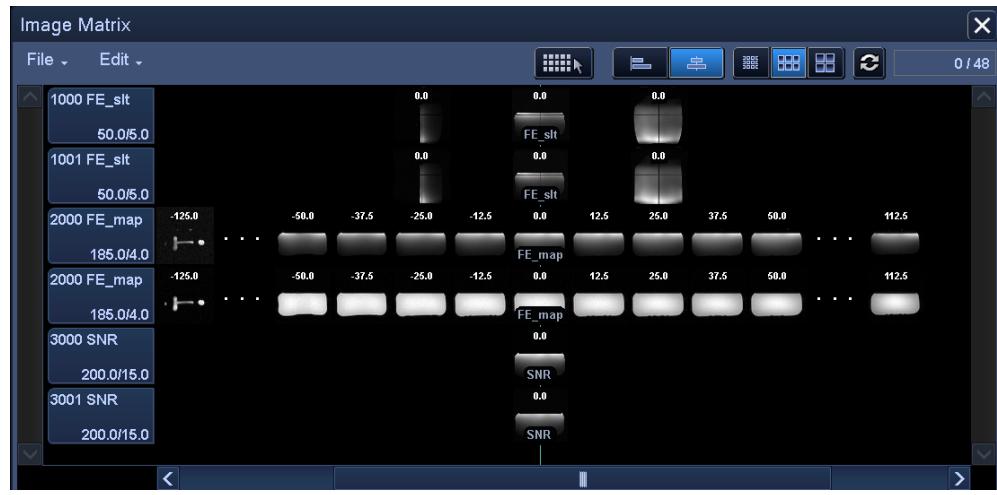 Image Matrix
File Edit
0 / 48
1000 FE_slt 0.0 0.0 0.0
50.0/5.0 FE_slt
1001 FE_slt 0.0 0.0 0.0
50.0/5.0 FE_slt
2000 FE_map -125.0 ... -50.0 -37.5 -25.0 -12.5 0.0 12.5 25.0 37.5 50.0 ... 112.5
185.0/4.0 FE_map
2000 FE_map -125.0 ... -50.0 -37.5 -25.0 -12.5 0.0 12.5 25.0 37.5 50.0 ... 112.5
185.0/4.0 FE_map
3000 SNR 0.0
200.0/15.0 SNR
3001 SNR 0.0
200.0/15.0 SNR